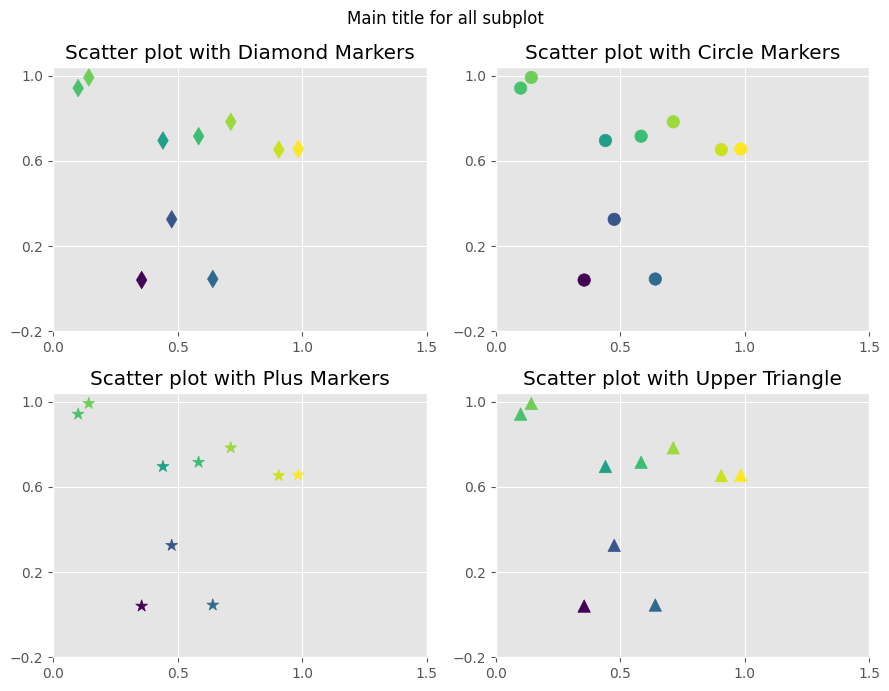 Main title for all subplot
Scatter plot with Diamond Markers
1.0
0.6
0.2
−0.2
0.0 0.5 1.0 1.5
Scatter plot with Circle Markers
1.0
0.6
0.2
−0.2
0.0 0.5 1.0 1.5
Scatter plot with Plus Markers
1.0
0.6
0.2
−0.2
0.0 0.5 1.0 1.5
Scatter plot with Upper Triangle
1.0
0.6
0.2
−0.2
0.0 0.5 1.0 1.5